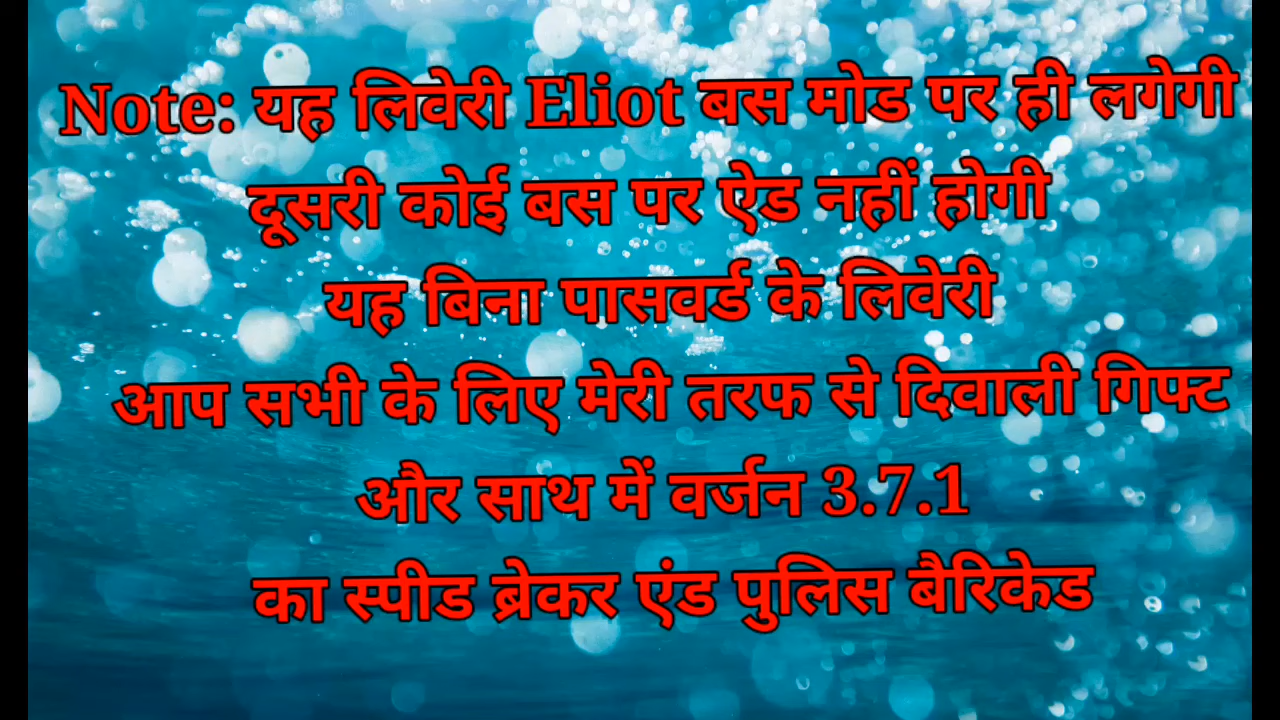 Note: यह लिवेरी Eliot बस मोड पर ही लगेगी
दूसरी कोई बस पर ऐड नहीं होगी
यह बिना पासवर्ड के लिवेरी
आप सभी के लिए मेरी तरफ से दिवाली गिफ्ट
और साथ में वर्जन 3.7.1
का स्पीड ब्रेकर एंड पुलिस बैरिकेड